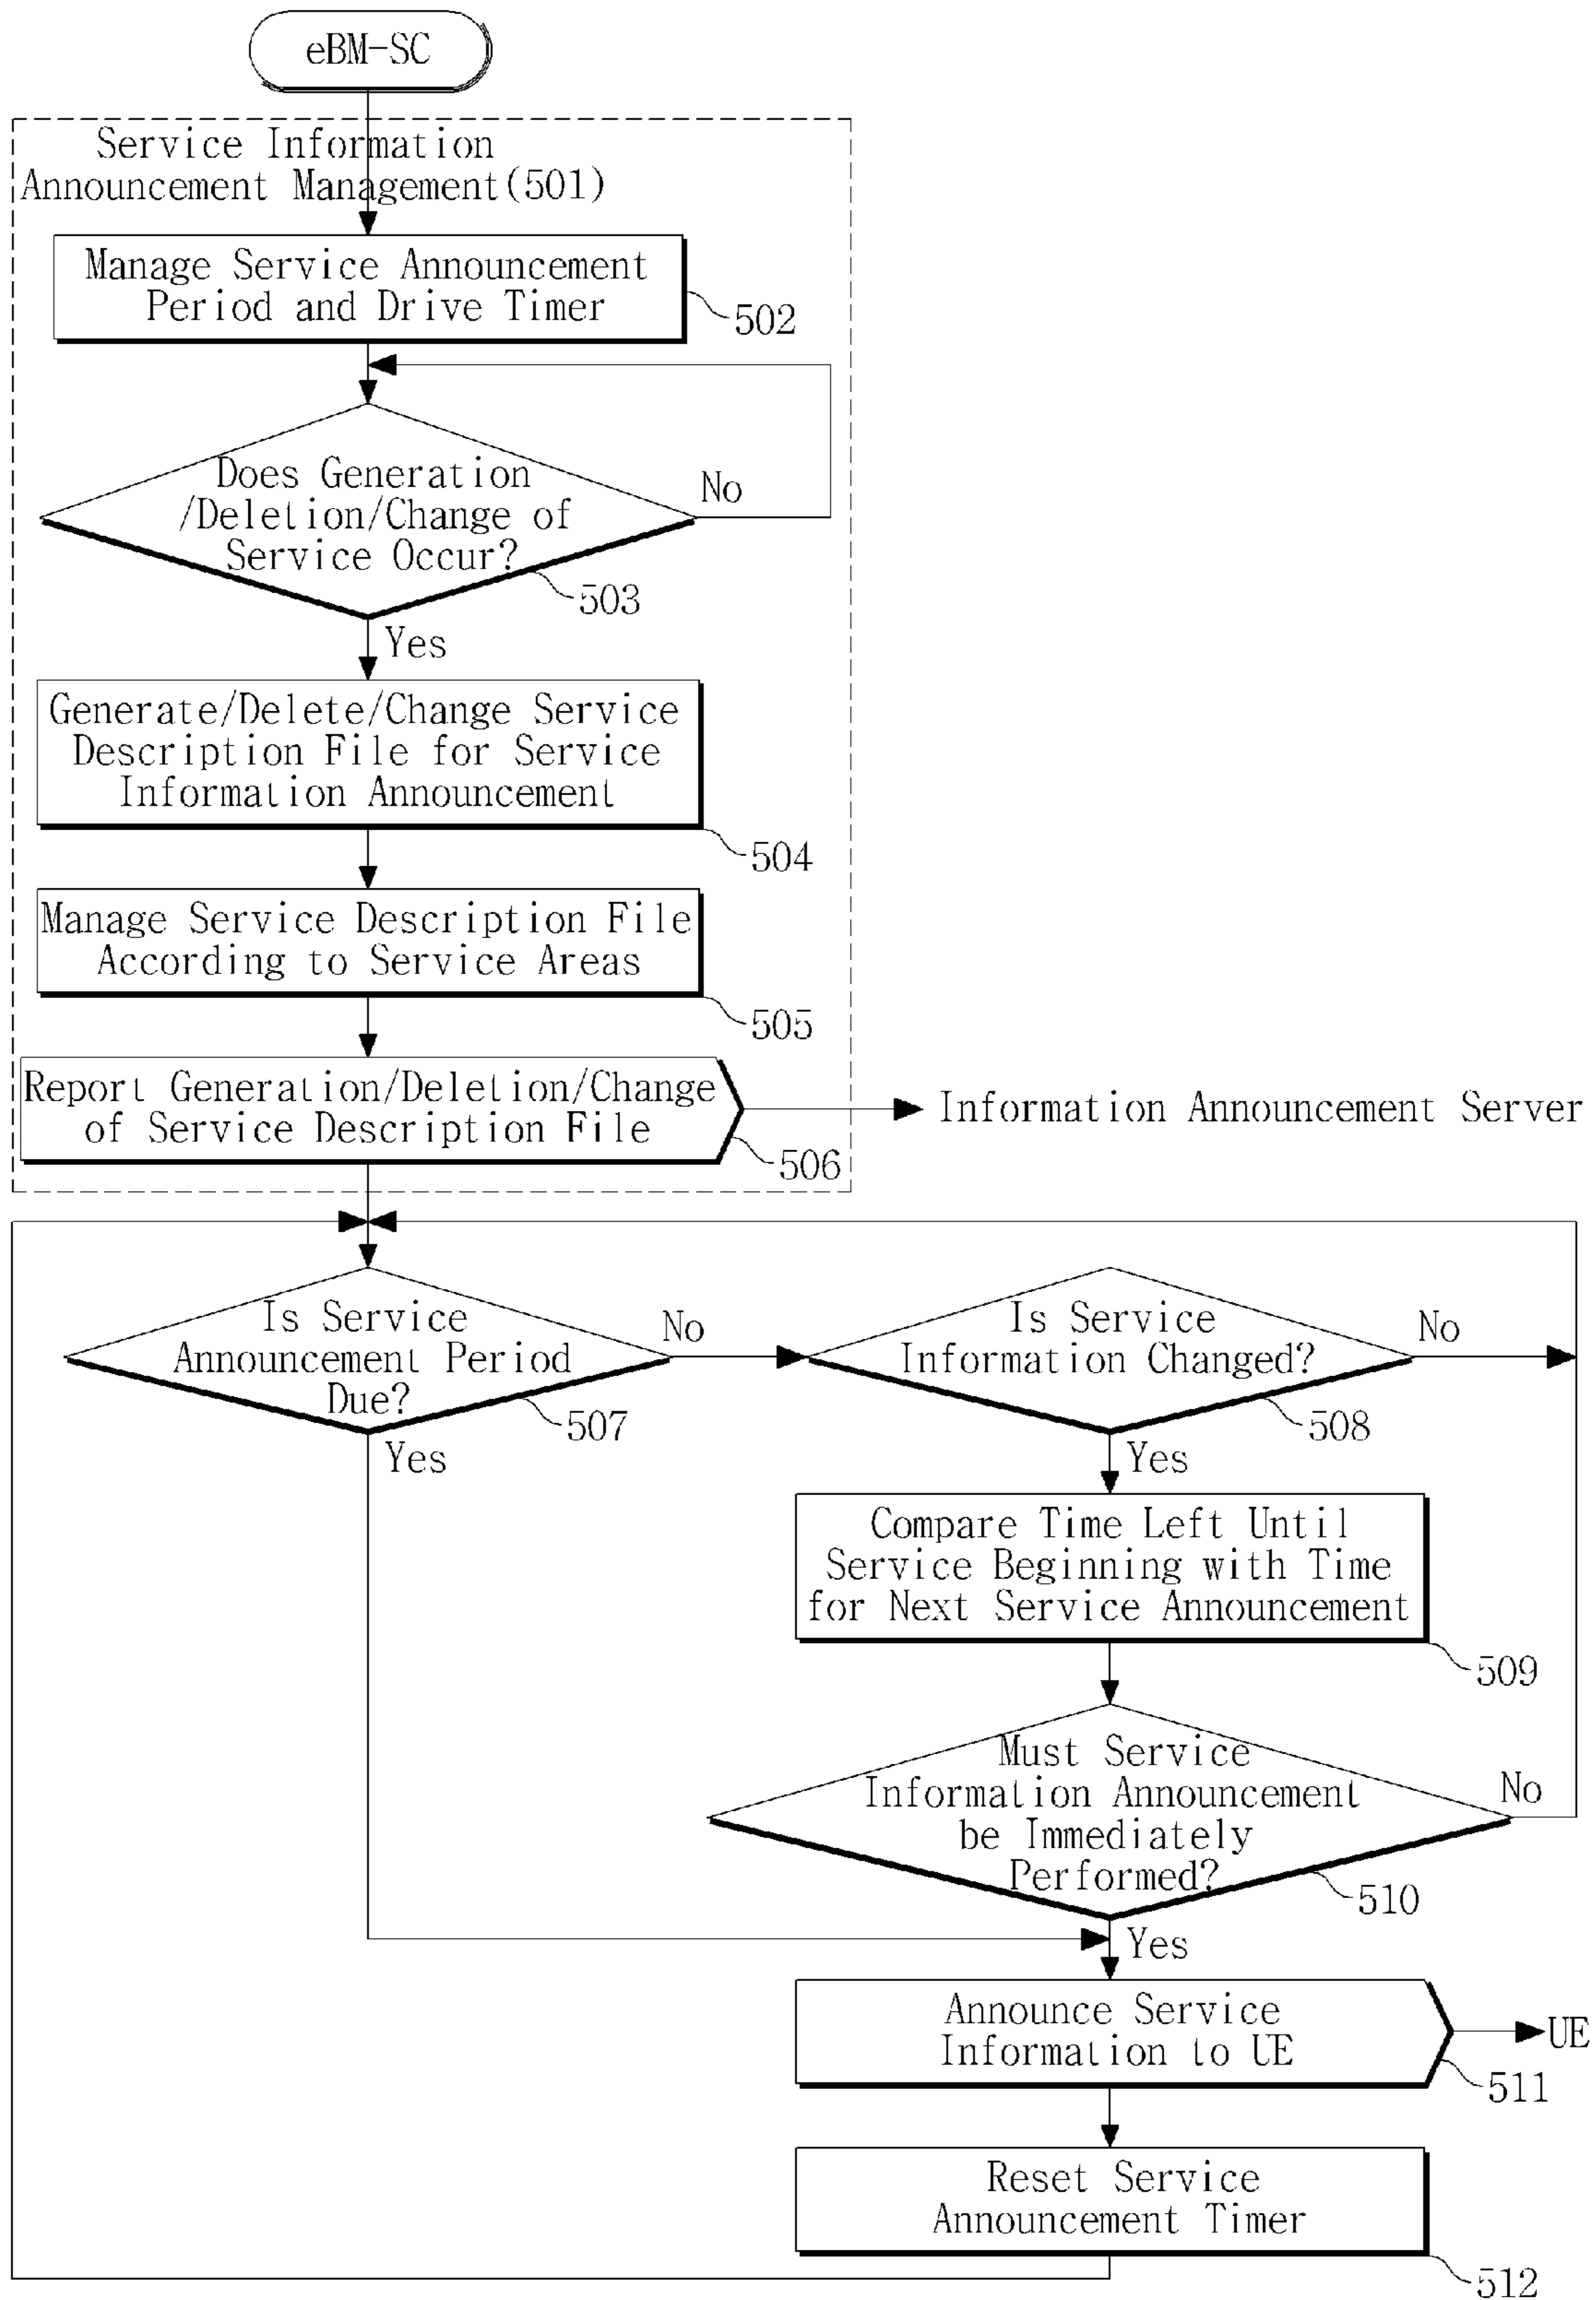 eBM-SC
Service Information
Announcement Management(501)
Manage Service Announcement
Period and Drive Timer
502
Does Generation
/Deletion/Change of
Service Occur?
No
503
Yes
Generate/Delete/Change Service
Description File for Service
Information Announcement
504
Manage Service Description File
According to Service Areas
505
Report Generation/Deletion/Change
of Service Description File
506
Information Announcement Server
Is Service
Announcement Period
Due?
No
507
Yes
Is Service
Information Changed?
No
508
Yes
Compare Time Left Until
Service Beginning with Time
for Next Service Announcement
509
Must Service
Information Announcement
be Immediately
Performed?
No
510
Yes
Announce Service
Information to UE
UE
511
Reset Service
Announcement Timer
512